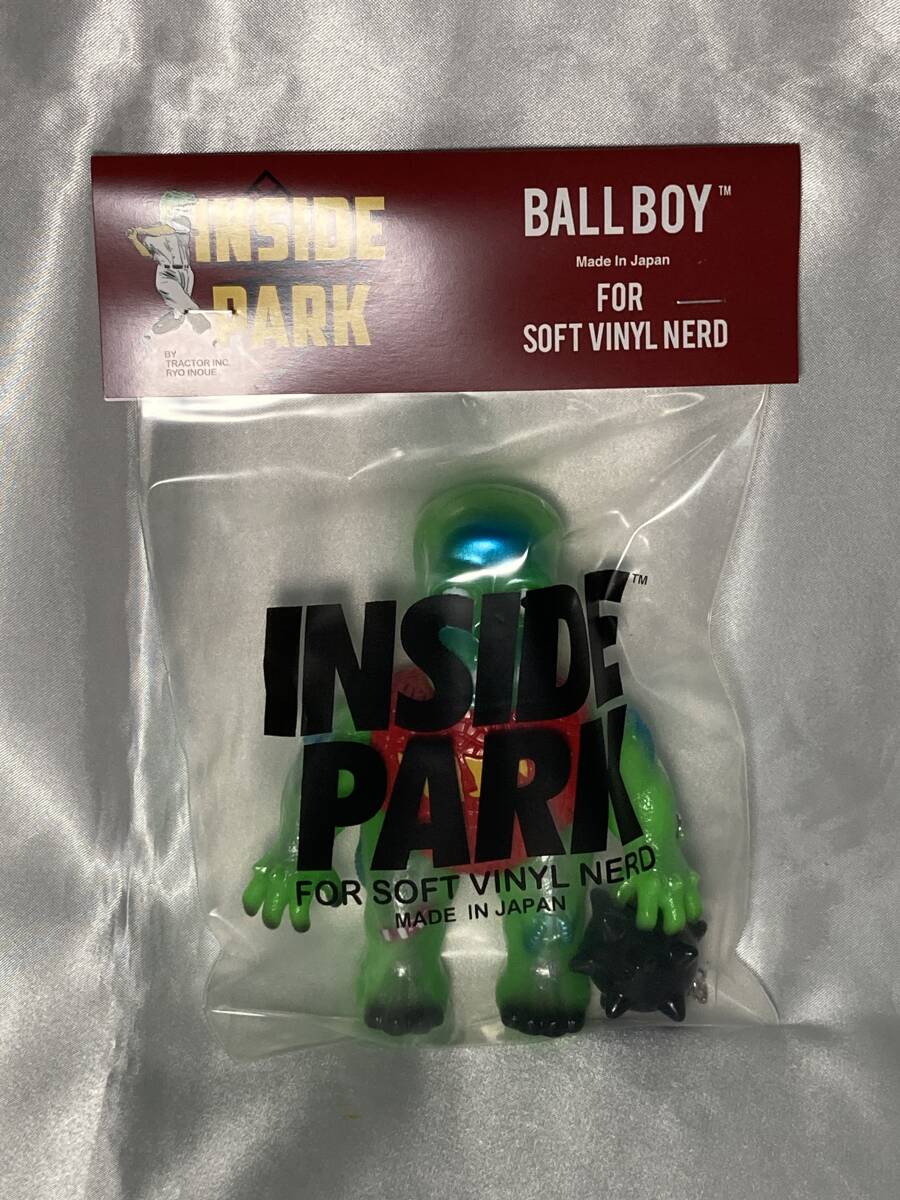 INSIDE
PARK
BY
TRACTOR INC.
RYO INOUE
BALL BOY™
Made In Japan
FOR
SOFT VINYL NERD
INSIDE™
PARK
FOR SOFT VINYL NERD
MADE IN JAPAN